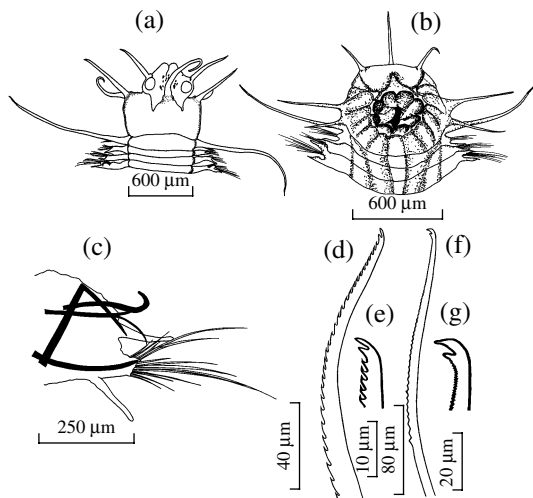 (a)
(b)
600 µm
600 µm
(c)
(d)
(f)
(e)
(g)
250 µm
40 µm
10 µm
80 µm
20 µm